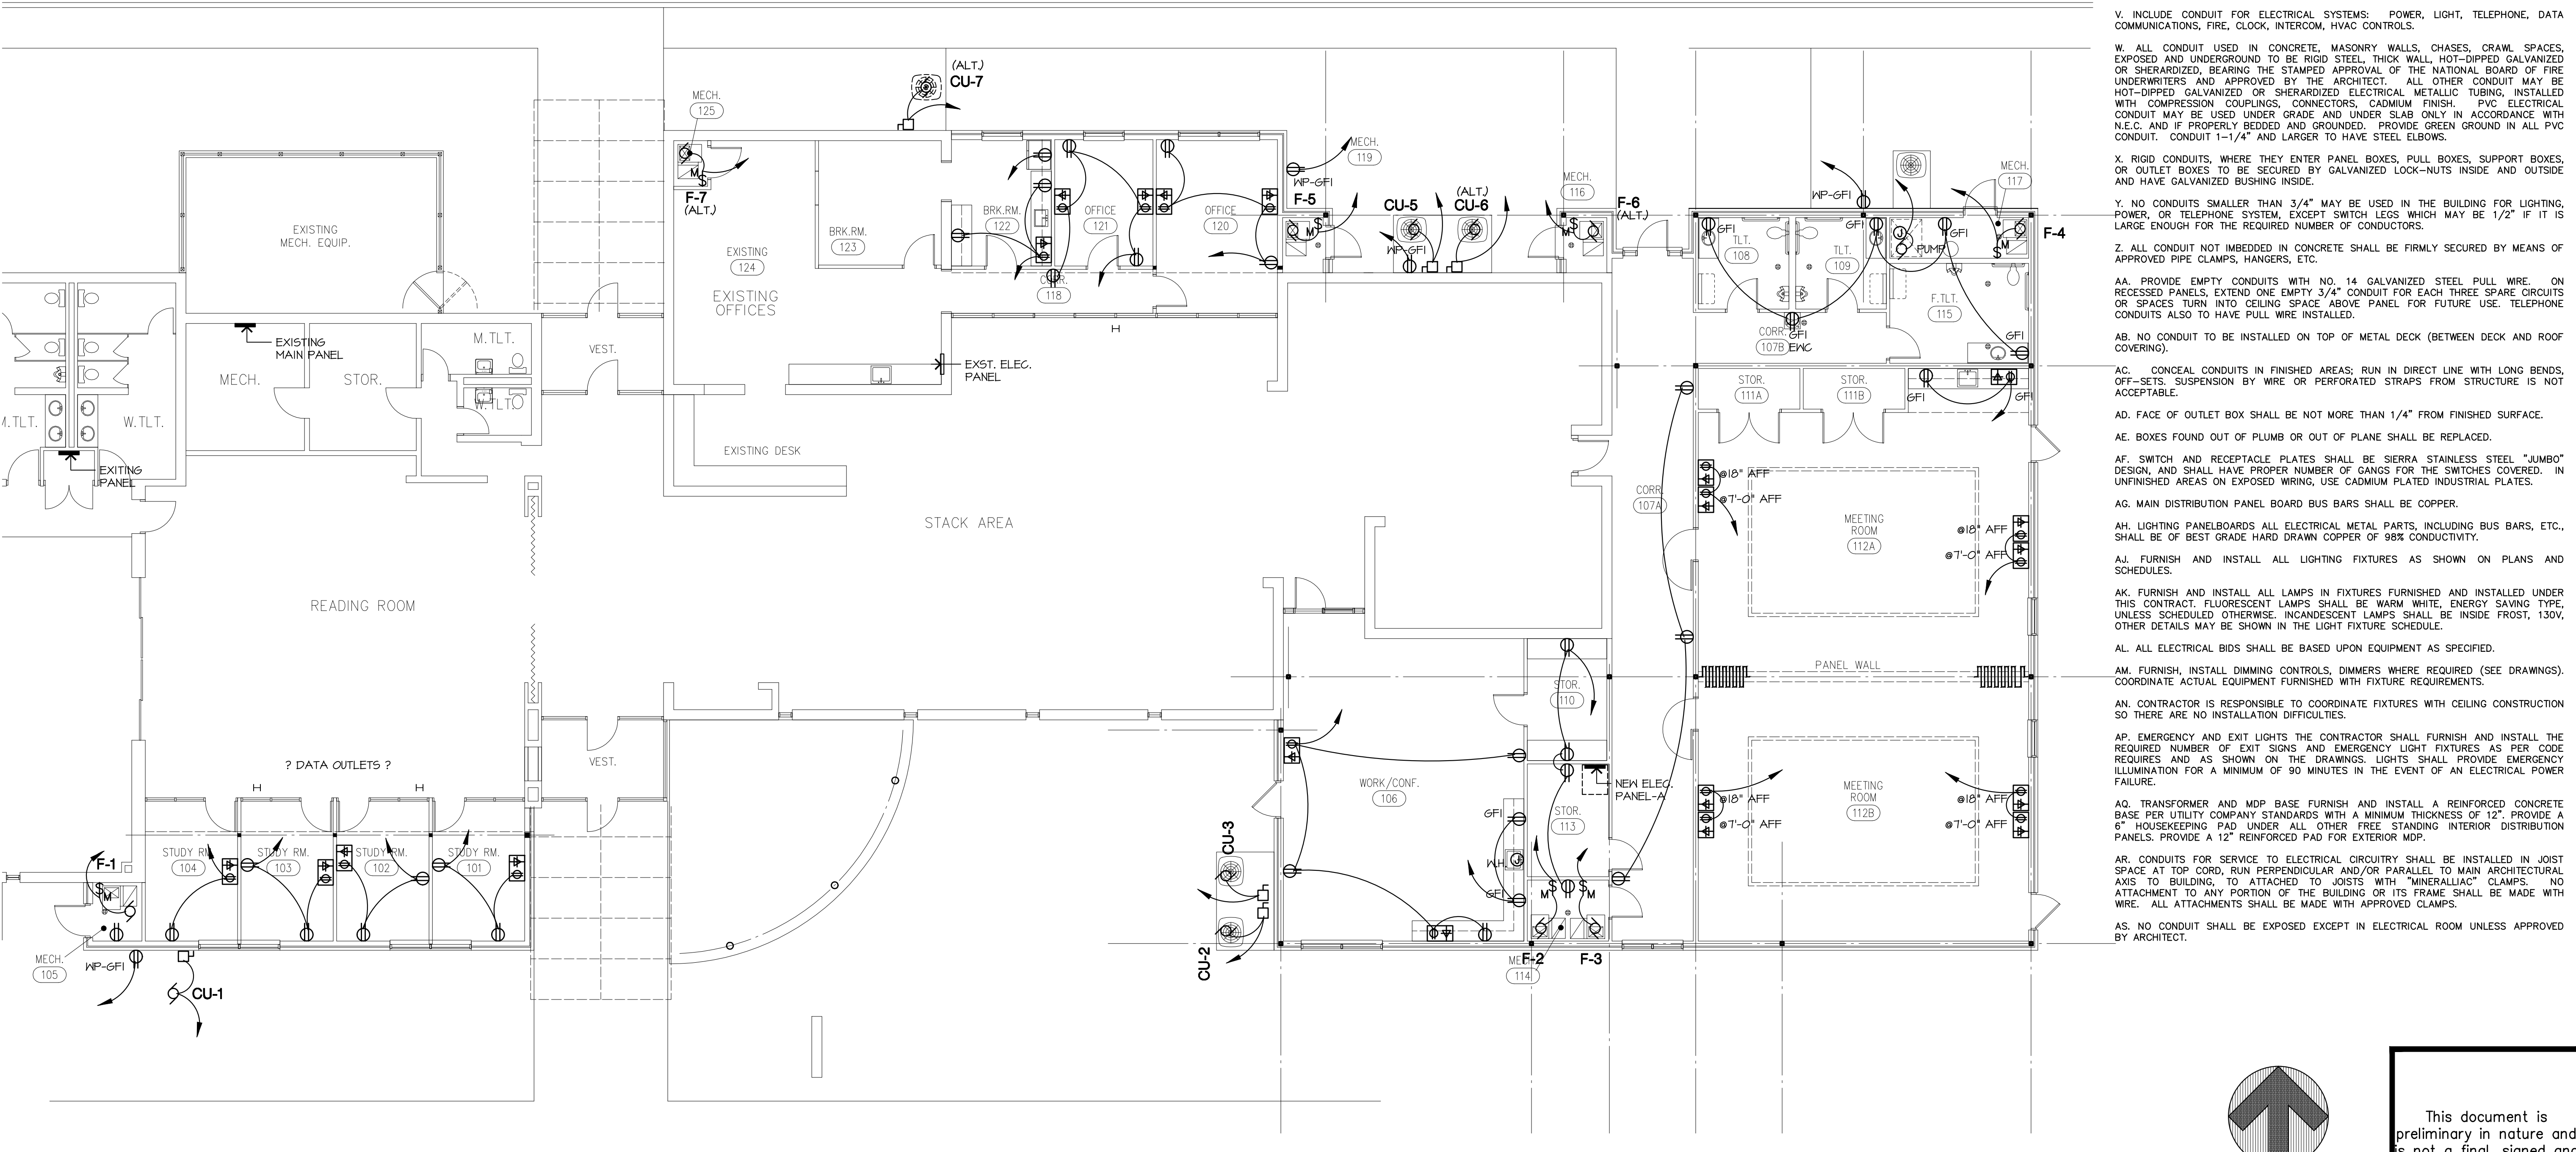 (ALT.)
CU-7
MECH.
125
F-7
(ALT.)
M
$
EXISTING
MECH. EQUIP.
EXISTING
124
EXISTING
OFFICES
BRK.RM.
123
BRK.RM.
122
OFFICE
121
OFFICE
120
118
H
WP-GFI
MECH.
119
F-5
M
$
(ALT.)
CU-5
CU-6
WP-GFI
MECH.
116
M
$
F-6
(ALT.)
WP-GFI
MECH.
117
F-4
$
M
GFI
TLT.
108
GFI
TLT.
109
J
PUMP
GFI
F.TLT.
115
GFI
CORR.
107B
GFI
EWC
EXISTING
MAIN PANEL
MECH.
STOR.
M.TLT.
W.TLT.
VEST.
EXST. ELEC.
PANEL
M.TLT.
W.TLT.
EXITING
PANEL
EXISTING DESK
STACK AREA
READING ROOM
STOR.
111A
STOR.
111B
GFI
GFI
CORR.
107A
@18" AFF
@7'-0" AFF
MEETING
ROOM
112A
@18" AFF
@7'-0" AFF
PANEL WALL
STOR.
110
WORK/CONF.
106
NEW ELEC.
PANEL-A
STOR.
113
GFI
W.H.
J
GFI
M
$
$
M
F-2
F-3
114
MEETING
ROOM
112B
@18" AFF
@7'-0" AFF
@18" AFF
@7'-0" AFF
CU-3
CU-2
VEST.
? DATA OUTLETS ?
H
H
STUDY RM.
104
STUDY RM.
103
STUDY RM.
102
STUDY RM.
101
F-1
$
M
MECH.
105
WP-GFI
CU-1
V. INCLUDE CONDUIT FOR ELECTRICAL SYSTEMS: POWER, LIGHT, TELEPHONE, DATA
COMMUNICATIONS, FIRE, CLOCK, INTERCOM, HVAC CONTROLS.
W. ALL CONDUIT USED IN CONCRETE, MASONRY WALLS, CHASES, CRAWL SPACES,
EXPOSED AND UNDERGROUND TO BE RIGID STEEL, THICK WALL, HOT-DIPPED GALVANIZED
OR SHERARDIZED, BEARING THE STAMPED APPROVAL OF THE NATIONAL BOARD OF FIRE
UNDERWRITERS AND APPROVED BY THE ARCHITECT. ALL OTHER CONDUIT MAY BE
HOT-DIPPED GALVANIZED OR SHERARDIZED ELECTRICAL METALLIC TUBING, INSTALLED
WITH COMPRESSION COUPLINGS, CONNECTORS, CADMIUM FINISH. PVC ELECTRICAL
CONDUIT MAY BE USED UNDER GRADE AND UNDER SLAB ONLY IN ACCORDANCE WITH
N.E.C. AND IF PROPERLY BEDDED AND GROUNDED. PROVIDE GREEN GROUND IN ALL PVC
CONDUIT. CONDUIT 1-1/4" AND LARGER TO HAVE STEEL ELBOWS.
X. RIGID CONDUITS, WHERE THEY ENTER PANEL BOXES, PULL BOXES, SUPPORT BOXES,
OR OUTLET BOXES TO BE SECURED BY GALVANIZED LOCK-NUTS INSIDE AND OUTSIDE
AND HAVE GALVANIZED BUSHING INSIDE.
Y. NO CONDUITS SMALLER THAN 3/4" MAY BE USED IN THE BUILDING FOR LIGHTING,
POWER, OR TELEPHONE SYSTEM, EXCEPT SWITCH LEGS WHICH MAY BE 1/2" IF IT IS
LARGE ENOUGH FOR THE REQUIRED NUMBER OF CONDUCTORS.
Z. ALL CONDUIT NOT IMBEDDED IN CONCRETE SHALL BE FIRMLY SECURED BY MEANS OF
APPROVED PIPE CLAMPS, HANGERS, ETC.
AA. PROVIDE EMPTY CONDUITS WITH NO. 14 GALVANIZED STEEL PULL WIRE. ON
RECESSED PANELS, EXTEND ONE EMPTY 3/4" CONDUIT FOR EACH THREE SPARE CIRCUITS
OR SPACES TURN INTO CEILING SPACE ABOVE PANEL FOR FUTURE USE. TELEPHONE
CONDUITS ALSO TO HAVE PULL WIRE INSTALLED.
AB. NO CONDUIT TO BE INSTALLED ON TOP OF METAL DECK (BETWEEN DECK AND ROOF
COVERING).
AC. CONCEAL CONDUITS IN FINISHED AREAS; RUN IN DIRECT LINE WITH LONG BENDS,
OFF-SETS. SUSPENSION BY WIRE OR PERFORATED STRAPS FROM STRUCTURE IS NOT
ACCEPTABLE.
AD. FACE OF OUTLET BOX SHALL BE NOT MORE THAN 1/4" FROM FINISHED SURFACE.
AE. BOXES FOUND OUT OF PLUMB OR OUT OF PLANE SHALL BE REPLACED.
AF. SWITCH AND RECEPTACLE PLATES SHALL BE SIERRA STAINLESS STEEL "JUMBO"
DESIGN, AND SHALL HAVE PROPER NUMBER OF GANGS FOR THE SWITCHES COVERED. IN
UNFINISHED AREAS ON EXPOSED WIRING, USE CADMIUM PLATED INDUSTRIAL PLATES.
AG. MAIN DISTRIBUTION PANEL BOARD BUS BARS SHALL BE COPPER.
AH. LIGHTING PANELBOARDS ALL ELECTRICAL METAL PARTS, INCLUDING BUS BARS, ETC.,
SHALL BE OF BEST GRADE HARD DRAWN COPPER OF 98% CONDUCTIVITY.
AJ. FURNISH AND INSTALL ALL LIGHTING FIXTURES AS SHOWN ON PLANS AND
SCHEDULES.
AK. FURNISH AND INSTALL ALL LAMPS IN FIXTURES FURNISHED AND INSTALLED UNDER
THIS CONTRACT. FLUORESCENT LAMPS SHALL BE WARM WHITE, ENERGY SAVING TYPE,
UNLESS SCHEDULED OTHERWISE. INCANDESCENT LAMPS SHALL BE INSIDE FROST, 130V,
OTHER DETAILS MAY BE SHOWN IN THE LIGHT FIXTURE SCHEDULE.
AL. ALL ELECTRICAL BIDS SHALL BE BASED UPON EQUIPMENT AS SPECIFIED.
AM. FURNISH, INSTALL DIMMING CONTROLS, DIMMERS WHERE REQUIRED (SEE DRAWINGS).
COORDINATE ACTUAL EQUIPMENT FURNISHED WITH FIXTURE REQUIREMENTS.
AN. CONTRACTOR IS RESPONSIBLE TO COORDINATE FIXTURES WITH CEILING CONSTRUCTION
SO THERE ARE NO INSTALLATION DIFFICULTIES.
AP. EMERGENCY AND EXIT LIGHTS THE CONTRACTOR SHALL FURNISH AND INSTALL THE
REQUIRED NUMBER OF EXIT SIGNS AND EMERGENCY LIGHT FIXTURES AS PER CODE
REQUIRES AND AS SHOWN ON THE DRAWINGS. LIGHTS SHALL PROVIDE EMERGENCY
ILLUMINATION FOR A MINIMUM OF 90 MINUTES IN THE EVENT OF AN ELECTRICAL POWER
FAILURE.
AQ. TRANSFORMER AND MDP BASE FURNISH AND INSTALL A REINFORCED CONCRETE
BASE PER UTILITY COMPANY STANDARDS WITH A MINIMUM THICKNESS OF 12". PROVIDE A
6" HOUSEKEEPING PAD UNDER ALL OTHER FREE STANDING INTERIOR DISTRIBUTION
PANELS. PROVIDE A 12" REINFORCED PAD FOR EXTERIOR MDP.
AR. CONDUITS FOR SERVICE TO ELECTRICAL CIRCUITRY SHALL BE INSTALLED IN JOIST
SPACE AT TOP CORD, RUN PERPENDICULAR AND/OR PARALLEL TO MAIN ARCHITECTURAL
AXIS TO BUILDING, TO ATTACHED TO JOISTS WITH "MINERALLIAC" CLAMPS. NO
ATTACHMENT TO ANY PORTION OF THE BUILDING OR ITS FRAME SHALL BE MADE WITH
WIRE. ALL ATTACHMENTS SHALL BE MADE WITH APPROVED CLAMPS.
AS. NO CONDUIT SHALL BE EXPOSED EXCEPT IN ELECTRICAL ROOM UNLESS APPROVED
BY ARCHITECT.
This document is
preliminary in nature and
is not a final, signed and